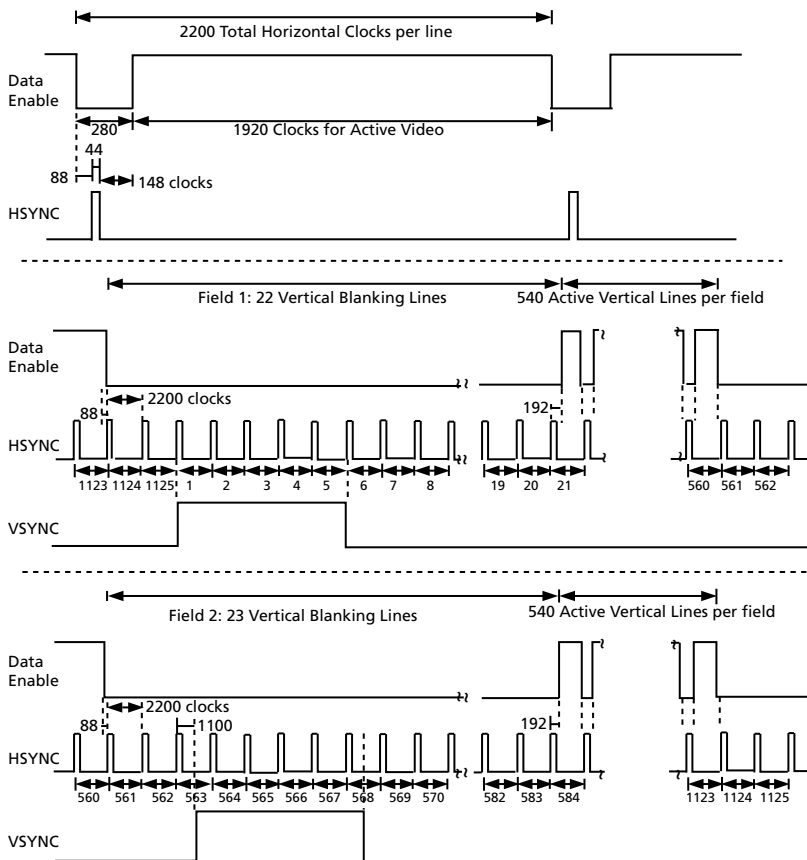 2200 Total Horizontal Clocks per line
Data
Enable
280
1920 Clocks for Active Video
44
88
148 clocks
HSYNC
Field 1: 22 Vertical Blanking Lines
540 Active Vertical Lines per field
Data
Enable
2200 clocks
88
192
HSYNC
1123 1124 1125 1 2 3 4 5 6 7 8 19 20 21 560 561 562
VSYNC
Field 2: 23 Vertical Blanking Lines
540 Active Vertical Lines per field
Data
Enable
2200 clocks
88
1100
192
HSYNC
560 561 562 563 564 565 566 567 568 569 570 582 583 584 1123 1124 1125
VSYNC